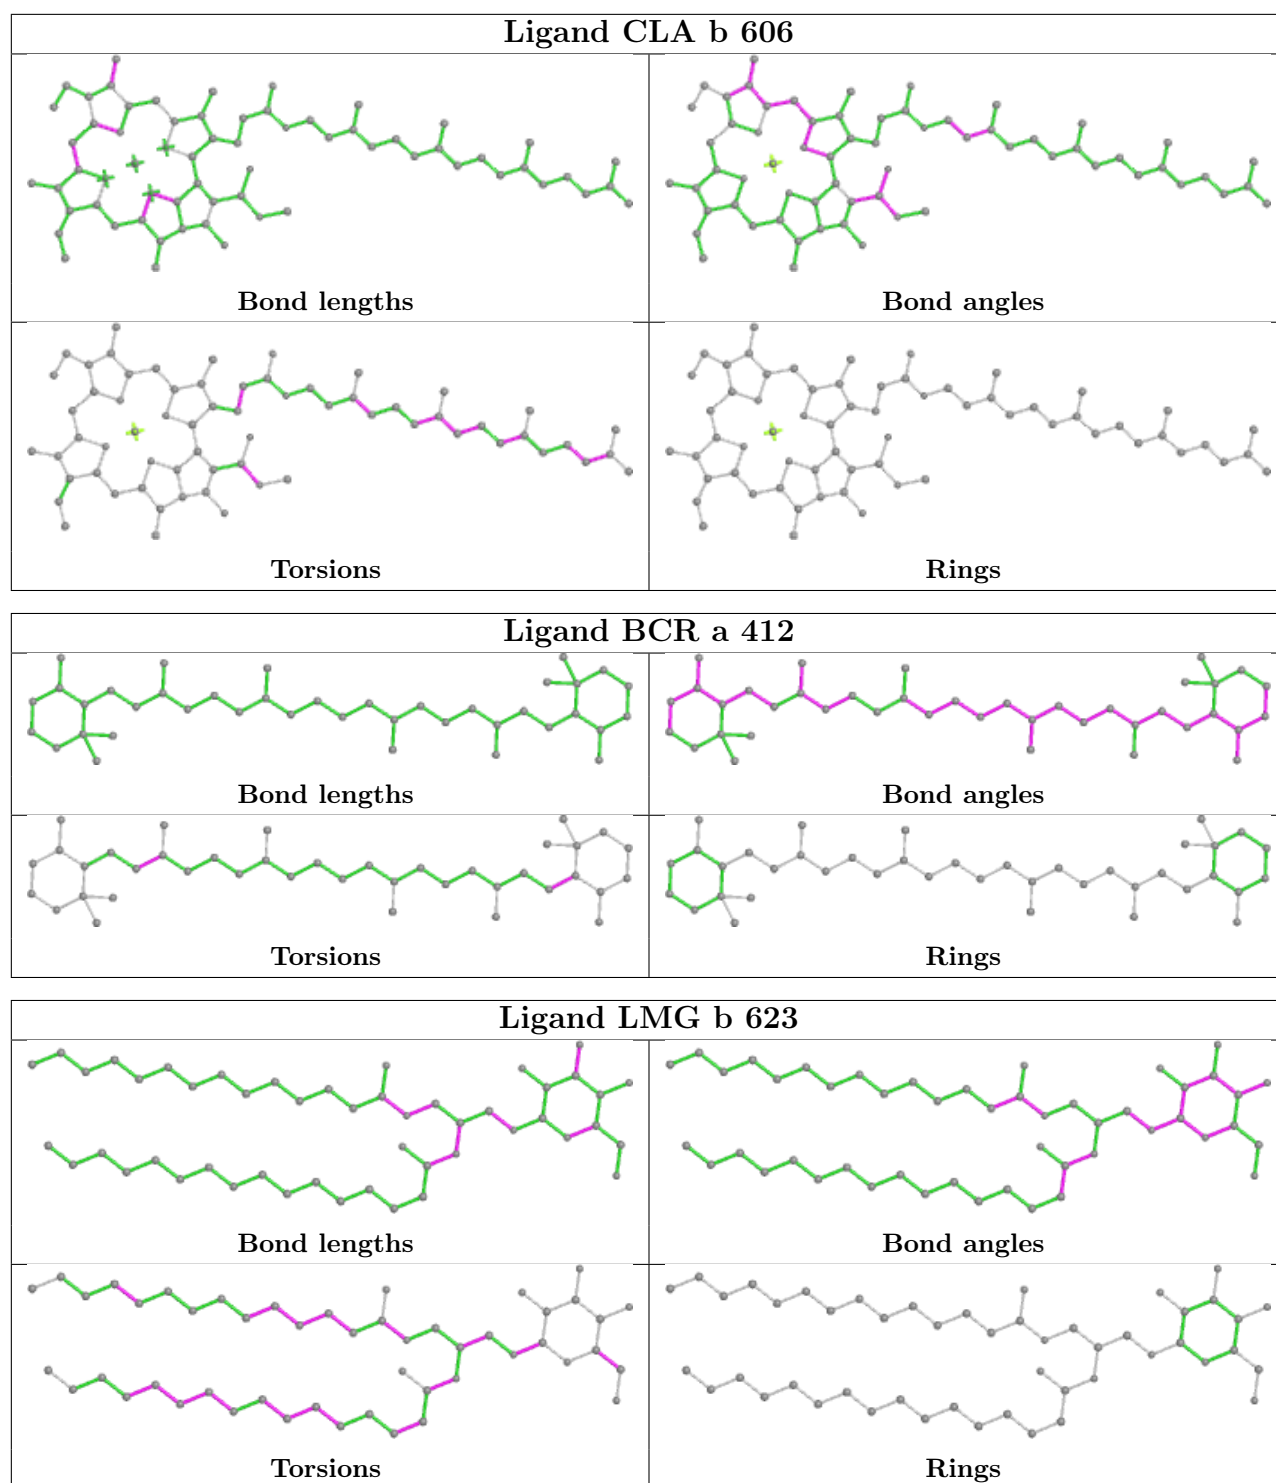 Ligand CLA b 606
Bond lengths
Bond angles
Torsions
Rings
Ligand BCR a 412
Bond lengths
Bond angles
Torsions
Rings
Ligand LMG b 623
Bond lengths
Bond angles
Torsions
Rings